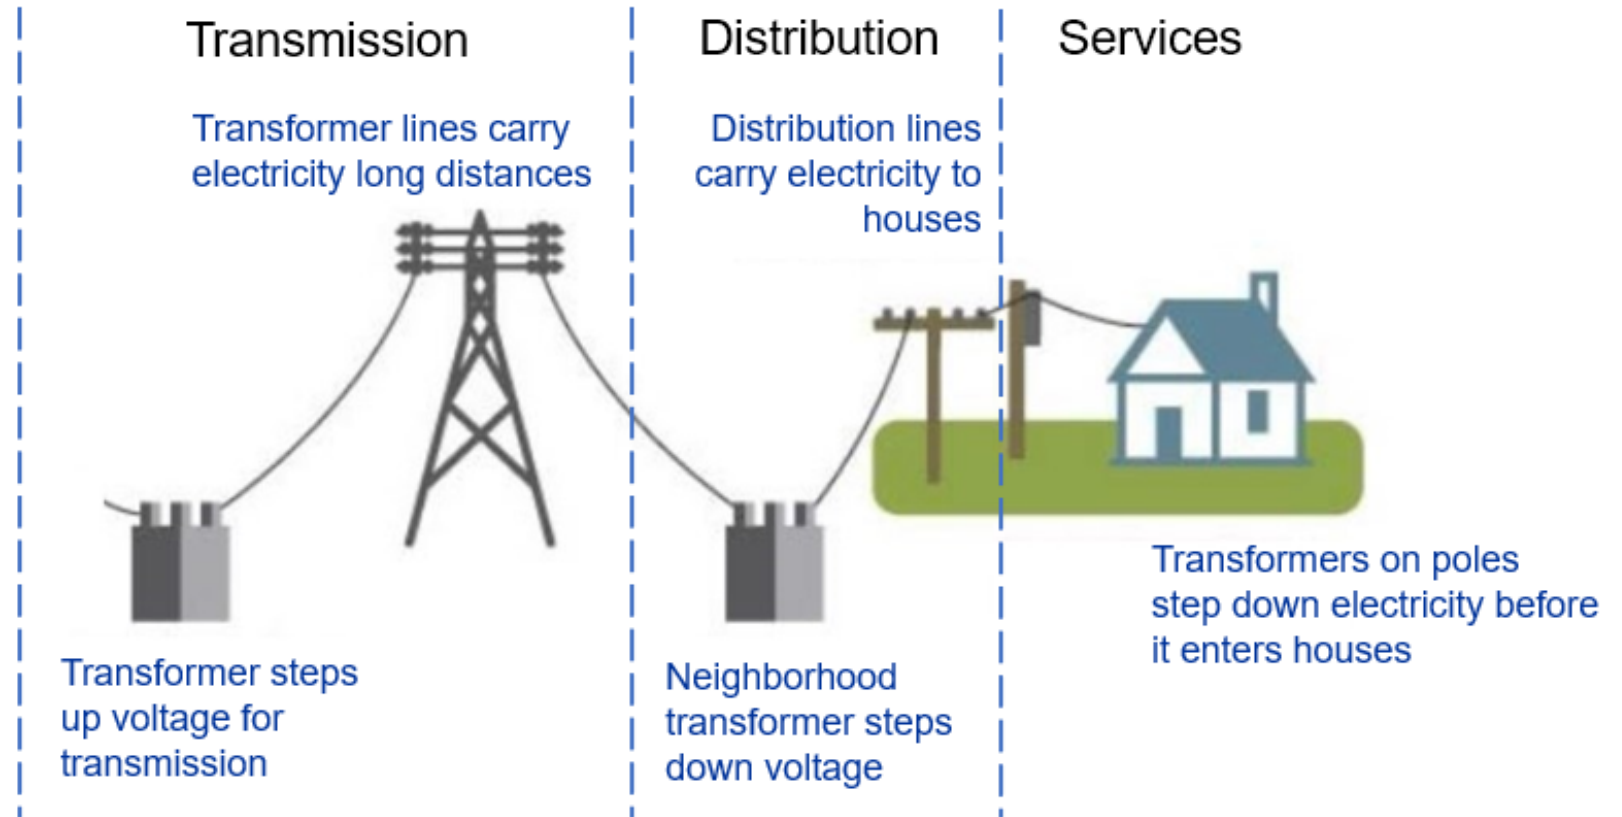 Transmission
Distribution
Services
Transformer lines carry
electricity long distances
Distribution lines
carry electricity to
houses
Transformer steps
up voltage for
transmission
Neighborhood
transformer steps
down voltage
Transformers on poles
step down electricity before
it enters houses